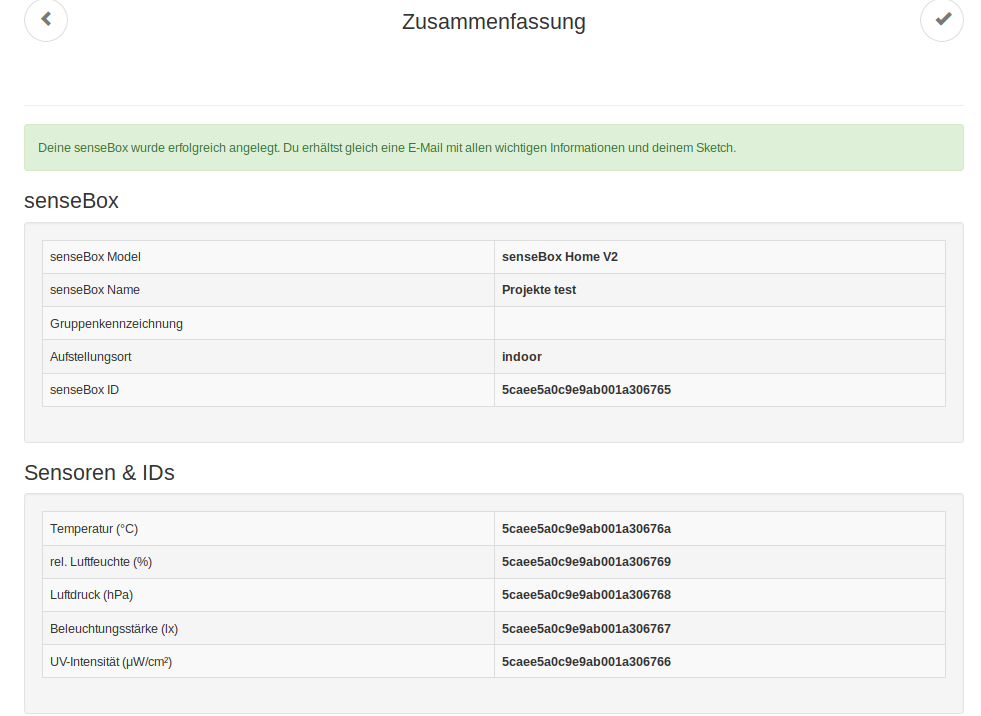 Zusammenfassung
Deine senseBox wurde erfolgreich angelegt. Du erhältst gleich eine E-Mail mit allen wichtigen Informationen und deinem Sketch.
senseBox
senseBox Model senseBox Home V2
senseBox Name Projekte test
Gruppenkennzeichnung
Aufstellungsort indoor
senseBox ID 5caee5a0c9e9ab001a306765
Sensoren & IDs
Temperatur (°C) 5caee5a0c9e9ab001a30676a
rel. Luftfeuchte (%) 5caee5a0c9e9ab001a306769
Luftdruck (hPa) 5caee5a0c9e9ab001a306768
Beleuchtungsstärke (lx) 5caee5a0c9e9ab001a306767
UV-Intensität (μW/cm²) 5caee5a0c9e9ab001a306766